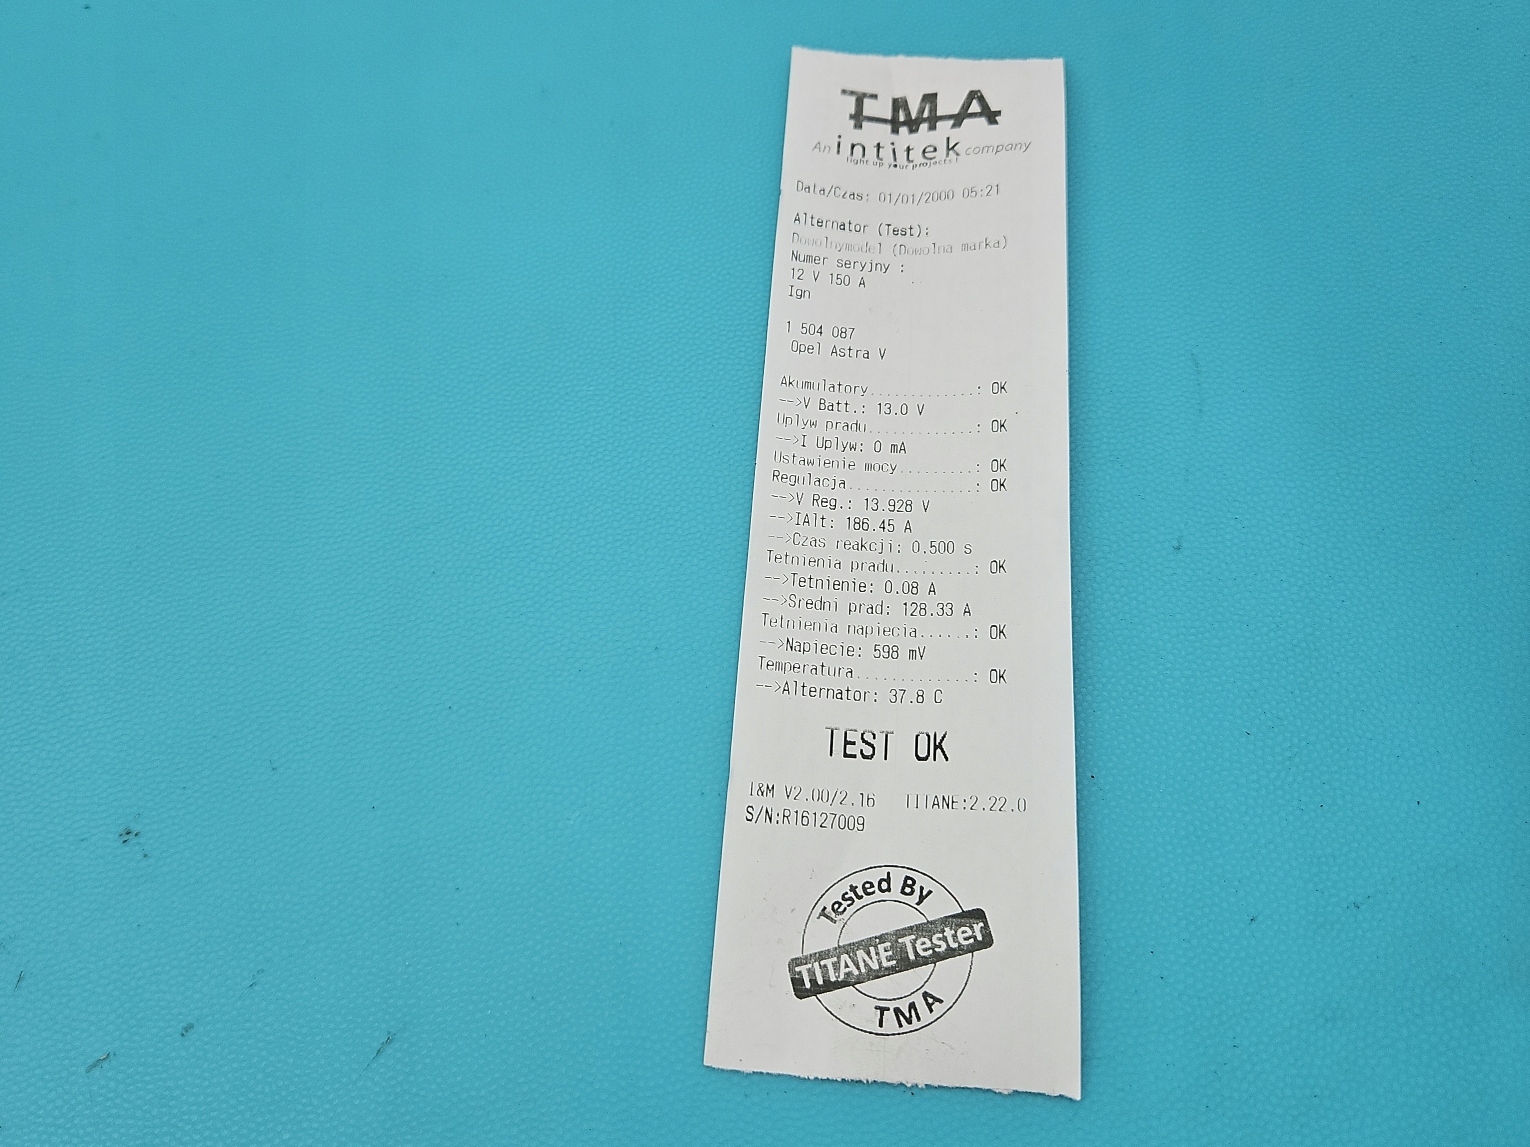 TMA
An intitek company
light up your projects!
Data/Czas: 01/01/2000 05:21
Alternator (Test):
Dowolnymodel (Dowolna marka)
Numer seryjny :
12 V 150 A
Ign
1 504 087
Opel Astra V
Akumulatory............: OK
-->V Batt.: 13.0 V
Uplyw pradu............: OK
-->I Uplyw: 0 mA
Ustawienie mocy........: OK
Regulacja..............: OK
-->V Reg.: 13.928 V
-->IAlt: 186.45 A
-->Czas reakcji: 0.500 s
Tetnienia pradu........: OK
-->Tetnienie: 0.08 A
-->Sredni prad: 128.33 A
Tetnienia napiecia.....: OK
-->Napiecie: 598 mV
Temperatura............: OK
-->Alternator: 37.8 C
TEST OK
I&M V2.00/2.16 TITANE:2.22.0
S/N:R16127009
Tested By
TITANE Tester
TMA